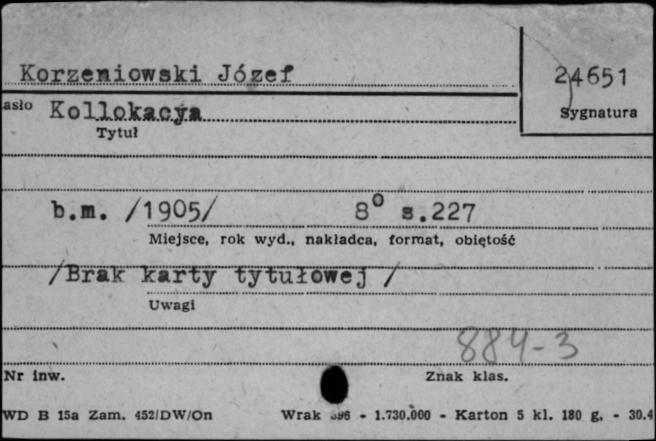 Korzeniowski Józef
24651
asło Kollokacya
Sygnatura
Tytuł
b.m. /1905/ 8° s.227
Miejsce, rok wyd., nakładca, format, objętość
/Brak karty tytułowej /
Uwagi
884-3
Nr inw. Znak klas.
WD B 15a Zam. 452/DW/On Wrak - 1.730.000 - Karton 5 kl. 180 g. - 30.4